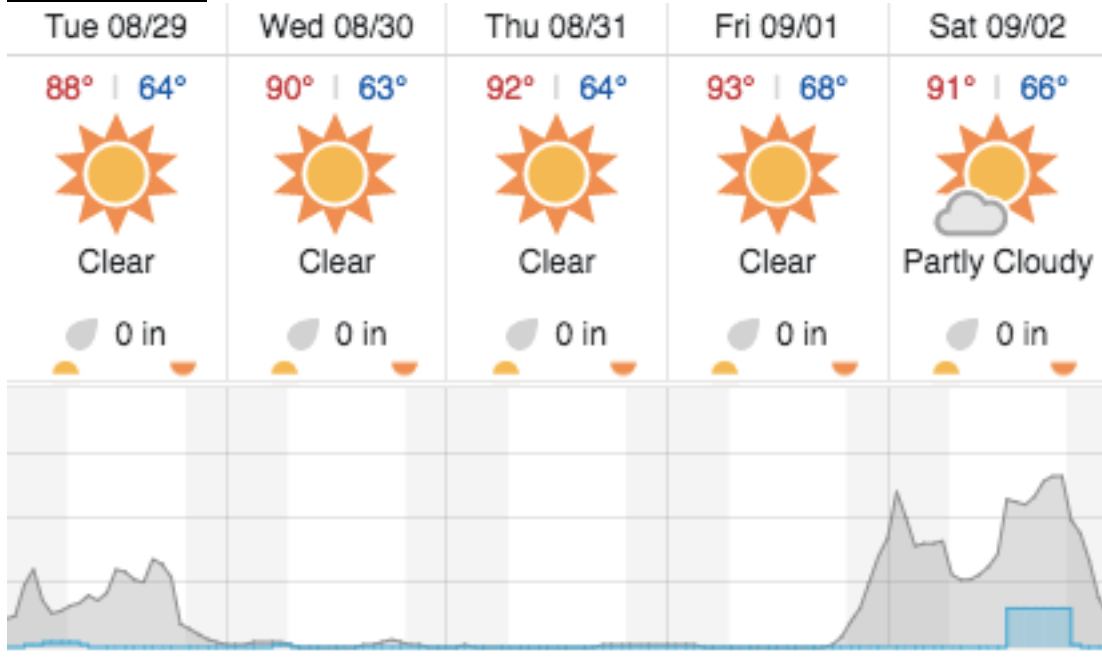 Tue 08/29 Wed 08/30 Thu 08/31 Fri 09/01 Sat 09/02
88° | 64° 90° | 63° 92° | 64° 93° | 68° 91° | 66°
Clear Clear Clear Clear Partly Cloudy
0 in 0 in 0 in 0 in 0 in